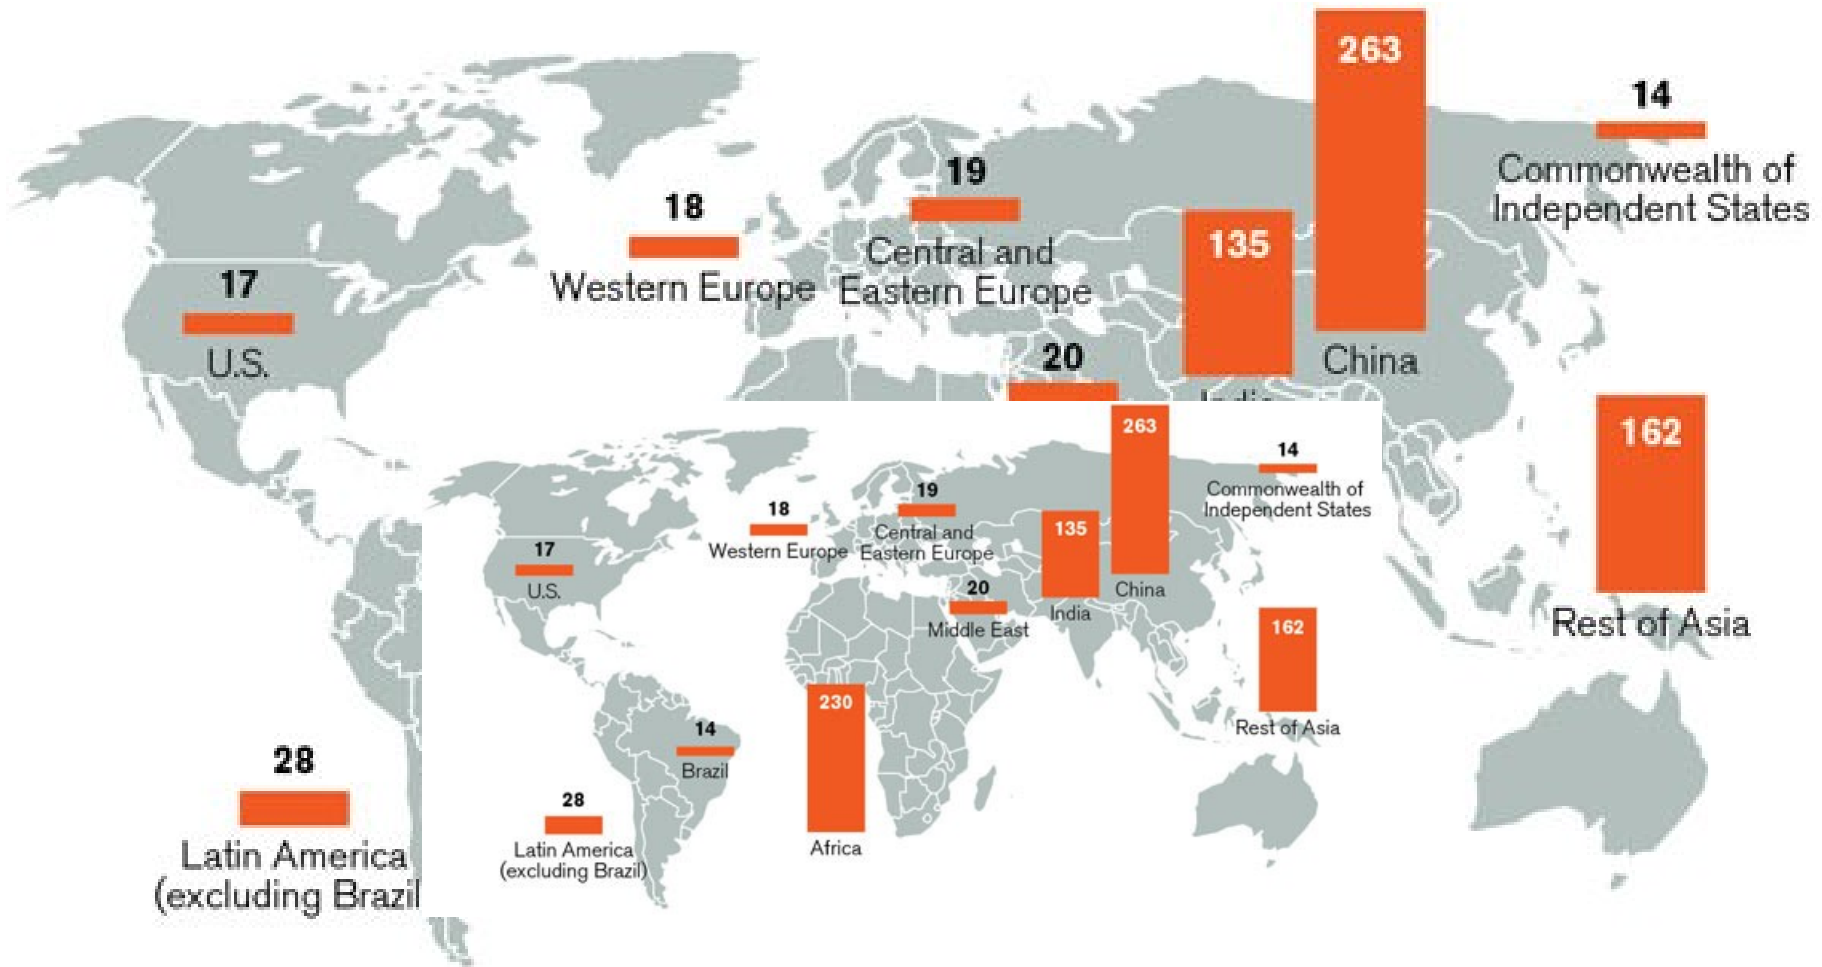 263
14
Commonwealth of
Independent States
19
Central and
Eastern Europe
18
Western Europe
135
17
U.S.
20
China
India
162
Rest of Asia
28
Latin America
(excluding Brazil
263
14
Commonwealth of
Independent States
19
Central and
Eastern Europe
18
Western Europe
135
17
U.S.
20
Middle East
China
India
162
Rest of Asia
230
Africa
14
Brazil
28
Latin America
(excluding Brazil)